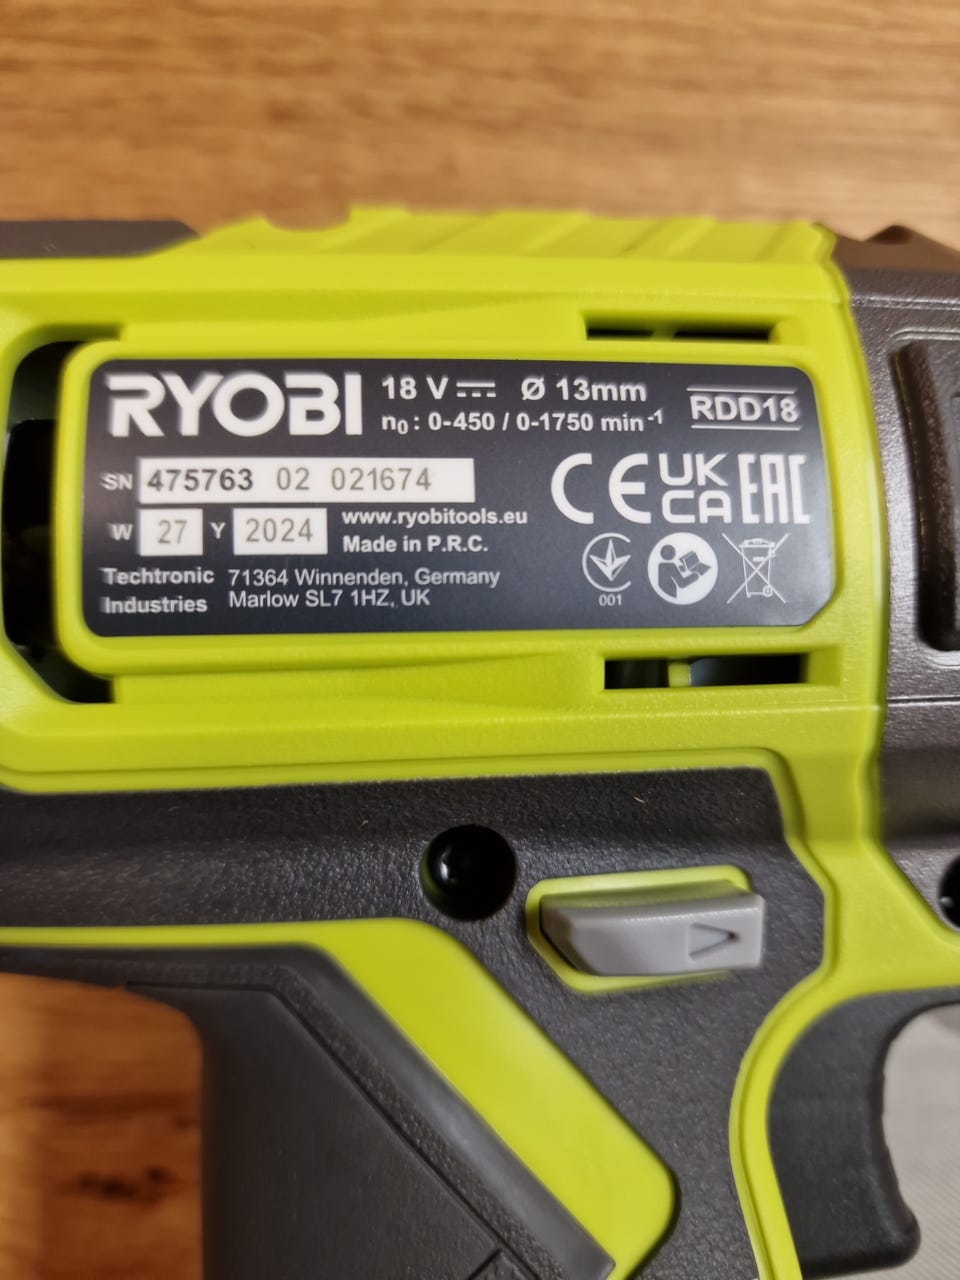 RYOBI 18 V Ø 13mm RDD18
n₀: 0-450 / 0-1750 min⁻¹
SN 475763 02 021674
W 27 Y 2024 www.ryobitools.eu
Made in P.R.C.
CE UK CA EAC
001
Techtronic Industries
71364 Winnenden, Germany
Marlow SL7 1HZ, UK